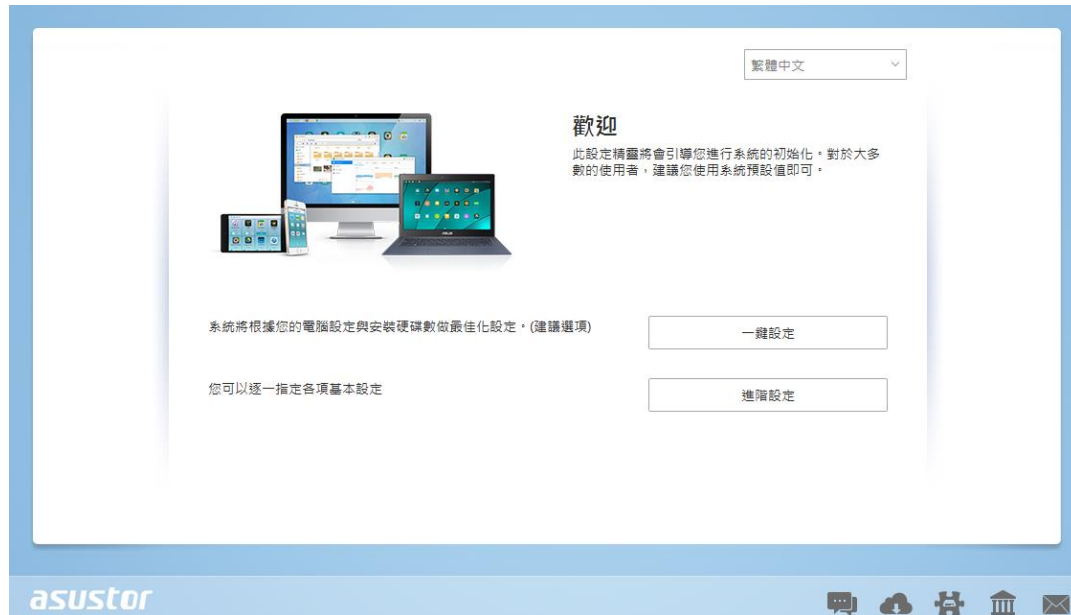 繁體中文
歡迎
此設定精靈將會引導您進行系統的初始化。對於大多
數的使用者，建議您使用系統預設值即可。
系統將根據您的電腦設定與安裝硬碟數做最佳化設定。(建議選項)
一鍵設定
您可以逐一指定各項基本設定
進階設定
asustor